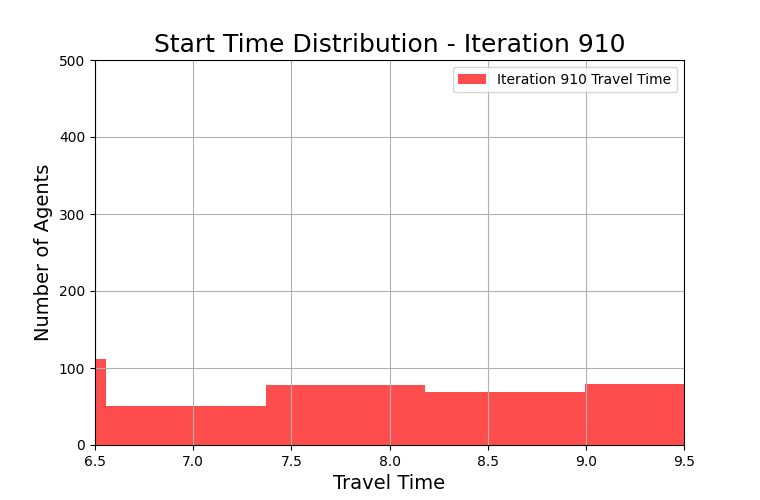 Start Time Distribution - Iteration 910
Iteration 910 Travel Time
Number of Agents
500
400
300
200
100
0
6.5 7.0 7.5 8.0 8.5 9.0 9.5
Travel Time